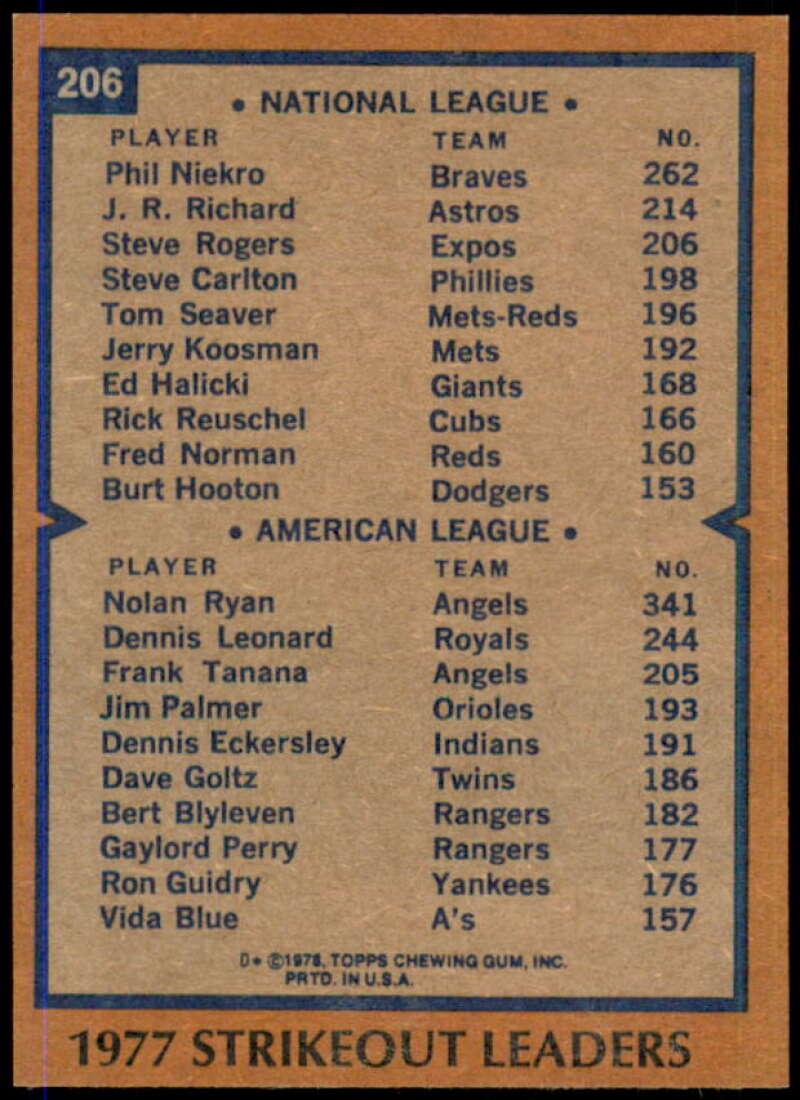 206
• NATIONAL LEAGUE •
PLAYER TEAM NO.
Phil Niekro Braves 262
J. R. Richard Astros 214
Steve Rogers Expos 206
Steve Carlton Phillies 198
Tom Seaver Mets-Reds 196
Jerry Koosman Mets 192
Ed Halicki Giants 168
Rick Reuschel Cubs 166
Fred Norman Reds 160
Burt Hooton Dodgers 153
• AMERICAN LEAGUE •
PLAYER TEAM NO.
Nolan Ryan Angels 341
Dennis Leonard Royals 244
Frank Tanana Angels 205
Jim Palmer Orioles 193
Dennis Eckersley Indians 191
Dave Goltz Twins 186
Bert Blyleven Rangers 182
Gaylord Perry Rangers 177
Ron Guidry Yankees 176
Vida Blue A's 157
D* ©1978, TOPPS CHEWING GUM, INC.
PRTD. IN U.S.A.
1977 STRIKEOUT LEADERS